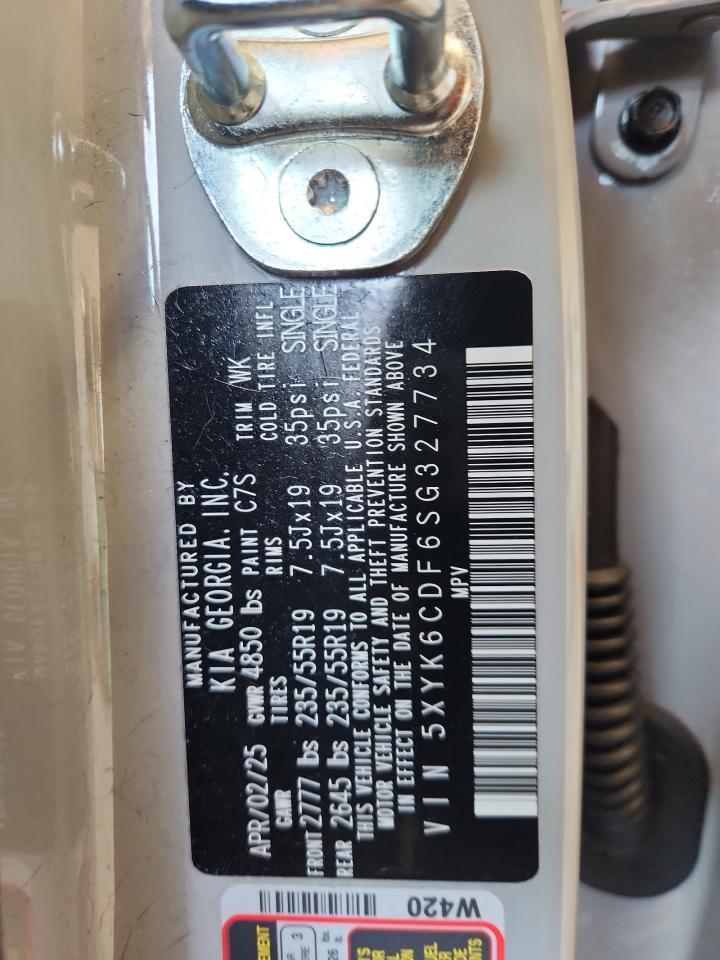 MANUFACTURED BY
KIA GEORGIA, INC.
APR/02/25 GVWR 4850 lbs PAINT C7S TRIM WK
GAWR TIRES RIMS COLD TIRE INFL
FRONT 2777 lbs 235/55R19 7.5Jx19 35psi SINGLE
REAR 2645 lbs 235/55R19 7.5Jx19 35psi SINGLE
THIS VEHICLE CONFORMS TO ALL APPLICABLE U.S.A. FEDERAL
MOTOR VEHICLE SAFETY AND THEFT PREVENTION STANDARDS
IN EFFECT ON THE DATE OF MANUFACTURE SHOWN ABOVE
VIN 5XYK6CDF6SG327734
MPV
W420